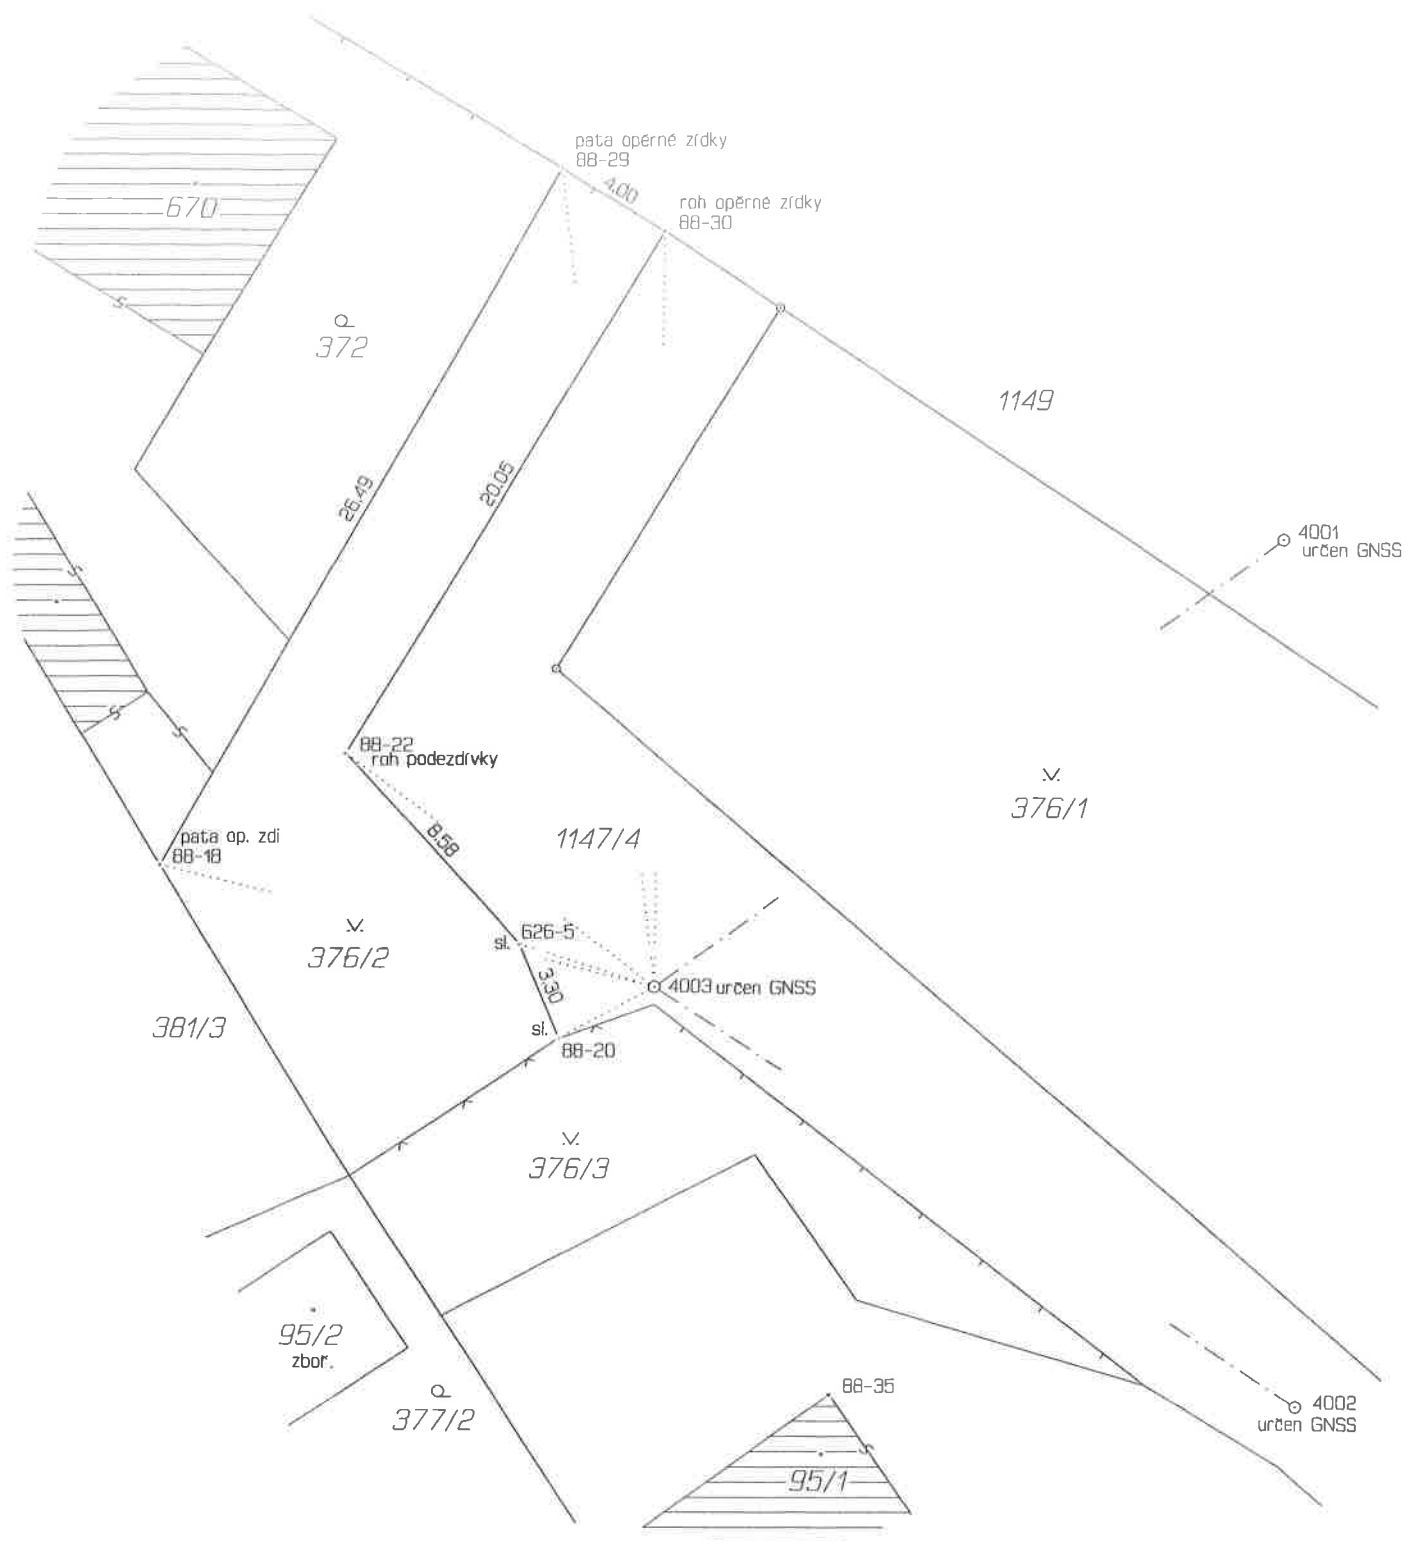 pata opěrné zídky
88-29
4.00
roh opěrné zídky
88-30
670
372
1149
26.49
20.05
4001
určen GNSS
88-22
roh podezdívky
376/1
pata op. zdi
88-18
8.58
1147/4
376/2
626-5
sl.
3.30
4003 určen GNSS
381/3
sl.
88-20
376/3
95/2
zboř.
377/2
88-35
4002
určen GNSS
95/1